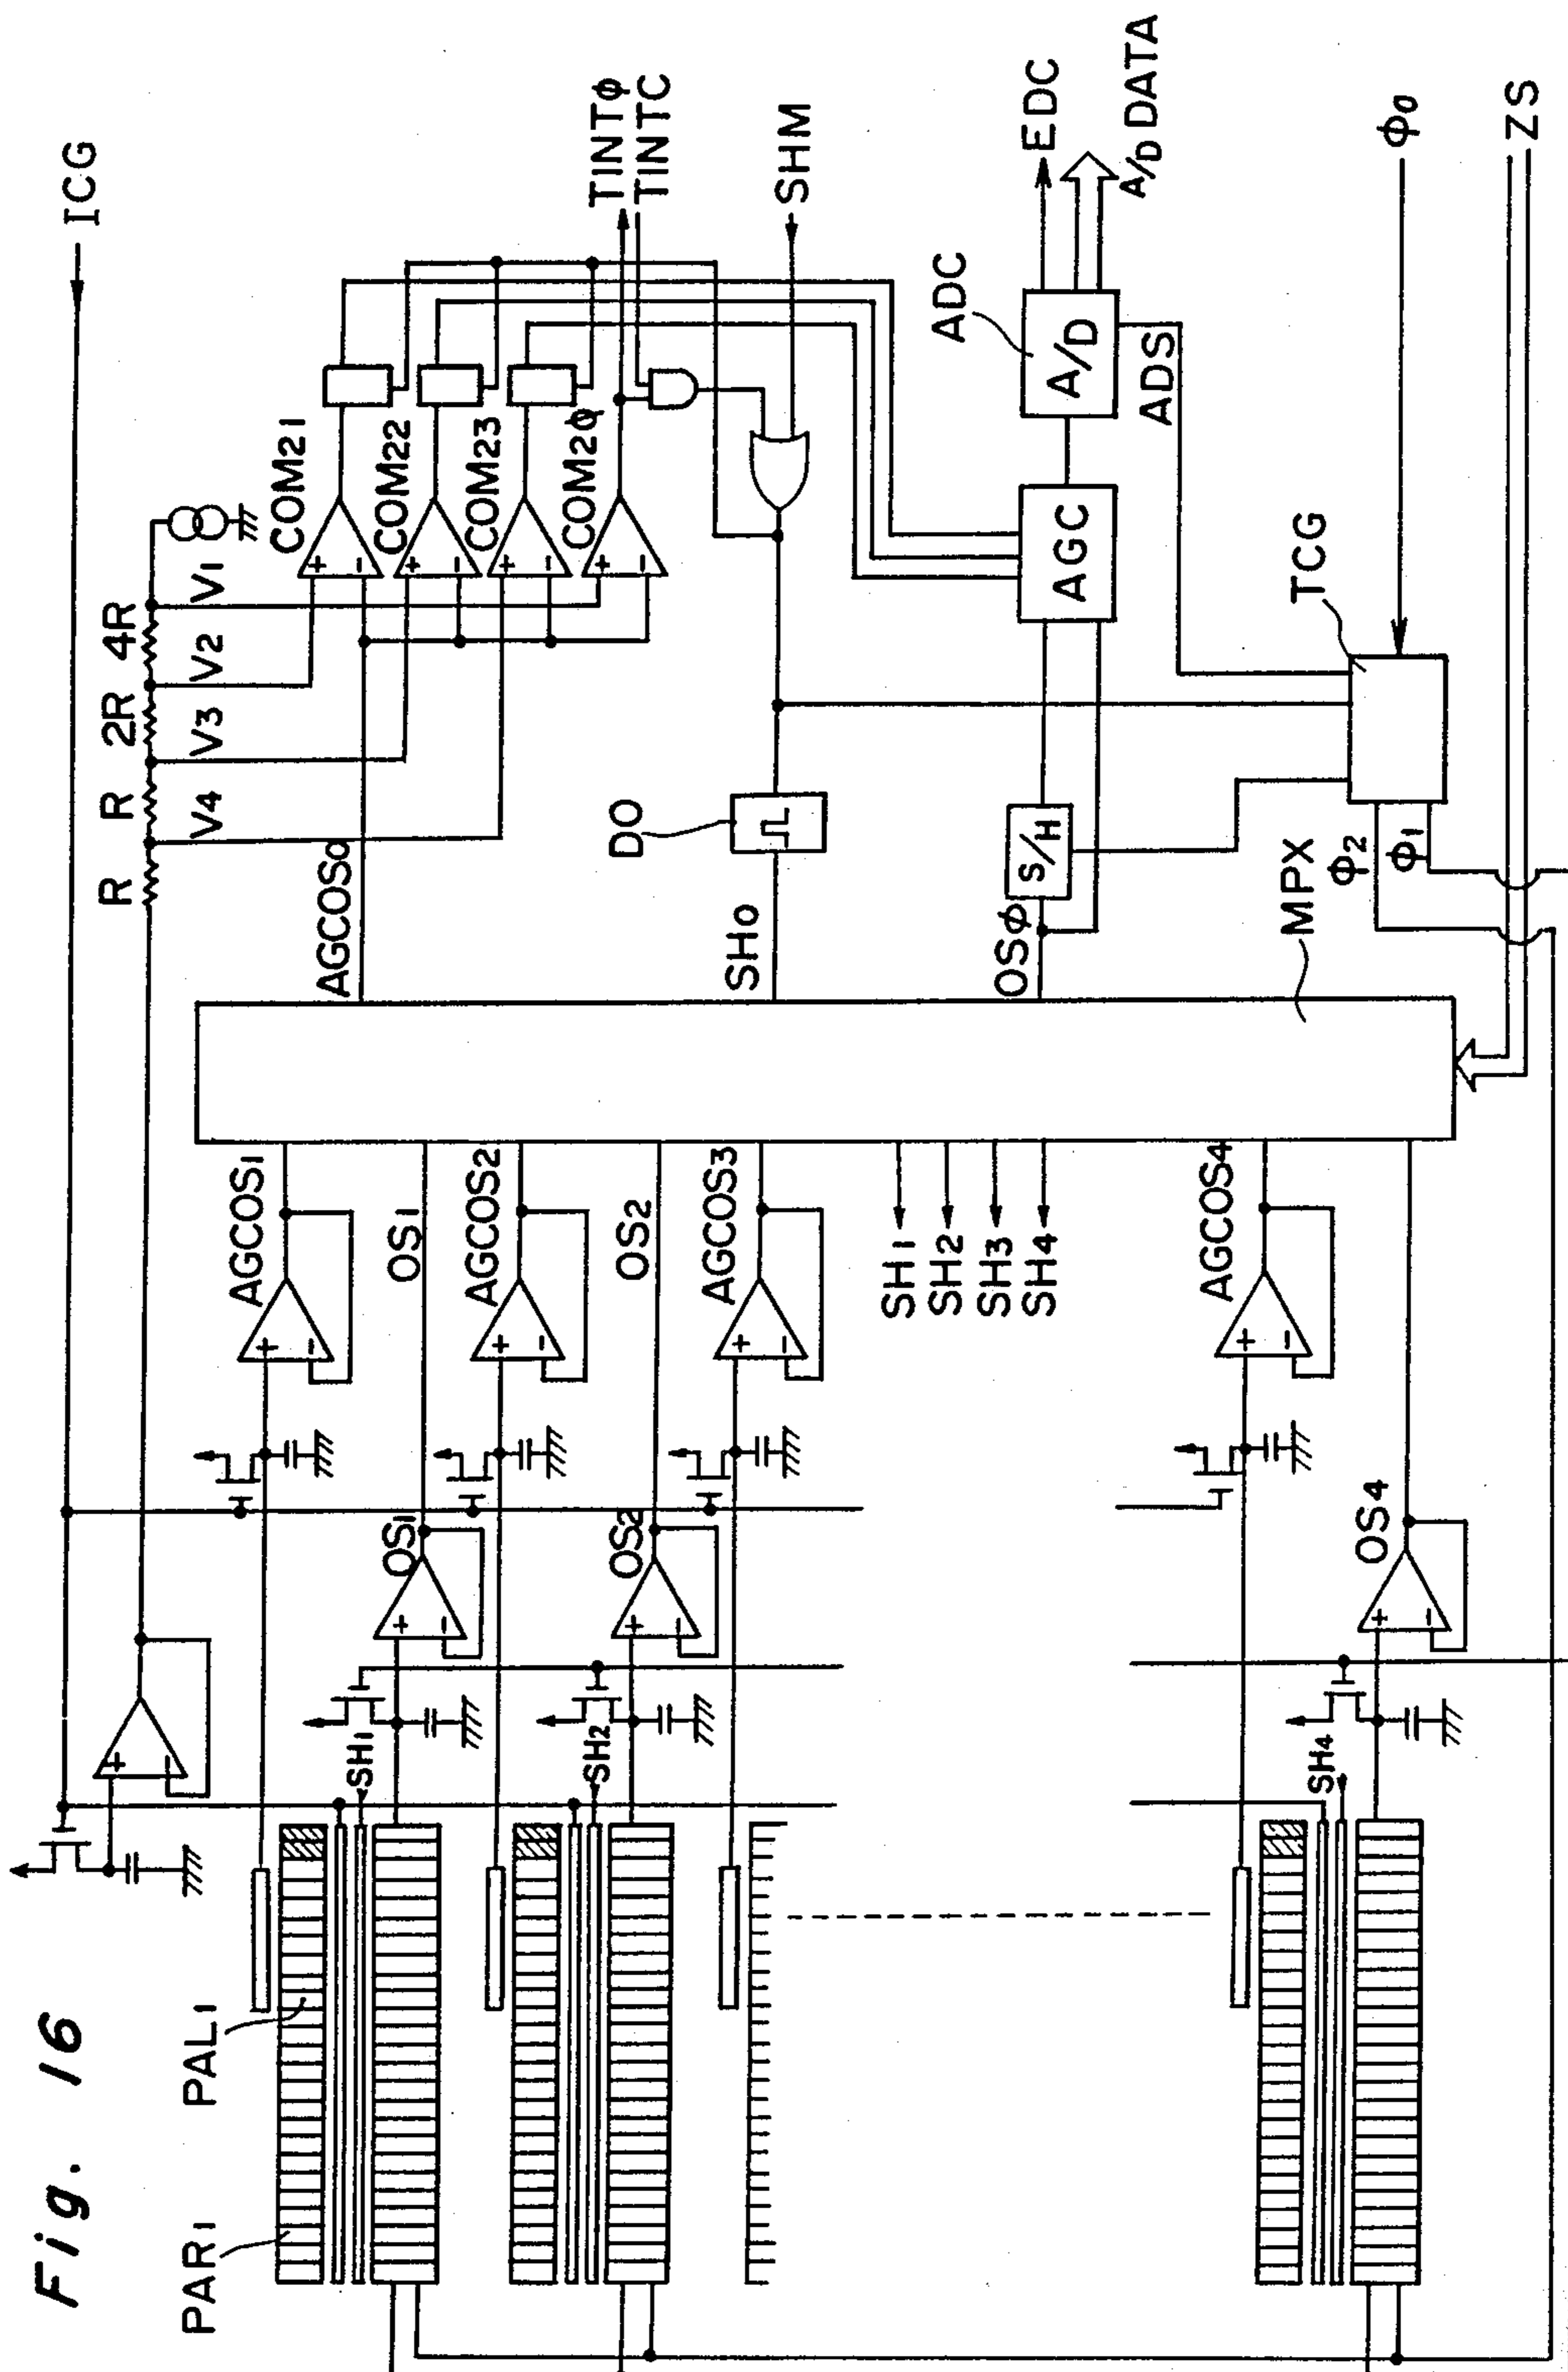 Fig. 16
ICG
R
R
2R
4R
V4
V3
V2
V1
COM21
COM22
COM23
COM2φ
TINTφ
TINTC
SHM
AGCOS0
SH0
DO
OSφ
S/H
AGC
ADC
A/D
EDC
A/D DATA
ADS
TCG
φ0
φ2
φ1
ZS
MPX
AGCOS1
OS1
AGCOS2
OS2
AGCOS3
SH1
SH2
SH3
SH4
AGCOS4
OS1
OS2
OS4
SH1
SH2
SH4
PAR1
PAL1
+
−
+
−
+
−
+
−
+
−
+
−
+
−
+
−
+
−
+
−
+
−
+
−